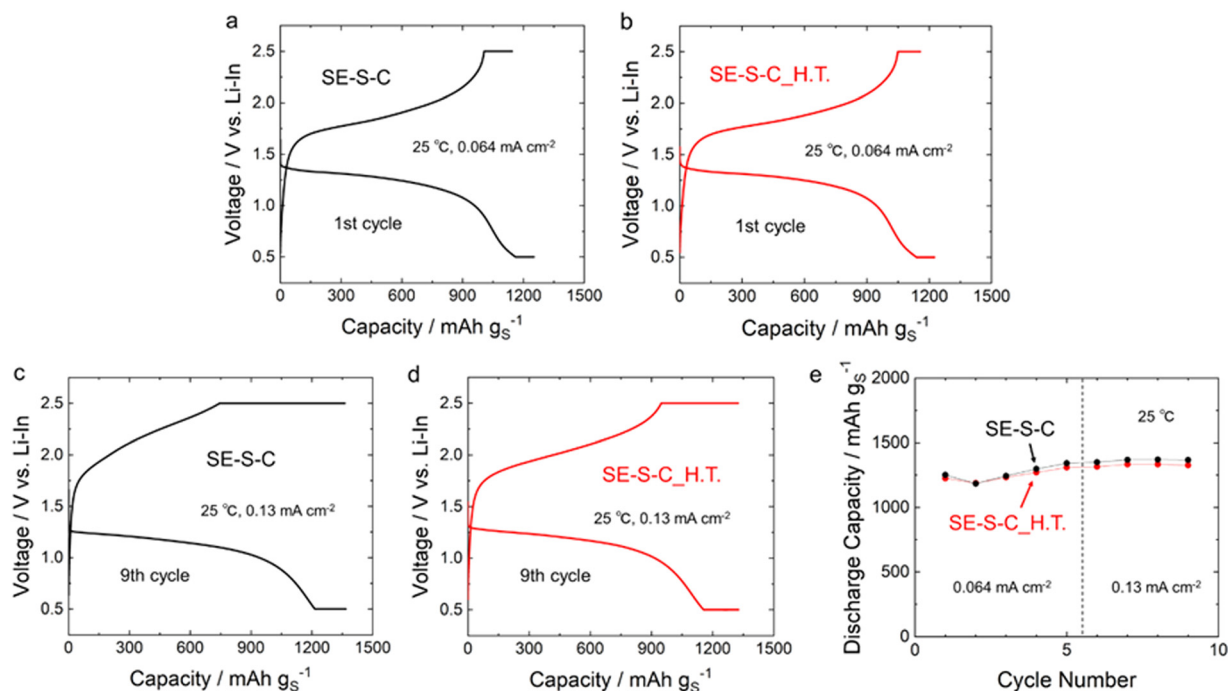 a
2.5
2.0
1.5
1.0
0.5
Voltage / V vs. Li-In
SE-S-C
25 °C, 0.064 mA cm⁻²
1st cycle
0 300 600 900 1200 1500
Capacity / mAh gS⁻¹
b
2.5
2.0
1.5
1.0
0.5
Voltage / V vs. Li-In
SE-S-C_H.T.
25 °C, 0.064 mA cm⁻²
1st cycle
0 300 600 900 1200 1500
Capacity / mAh gS⁻¹
c
2.5
2.0
1.5
1.0
0.5
Voltage / V vs. Li-In
SE-S-C
25 °C, 0.13 mA cm⁻²
9th cycle
0 300 600 900 1200 1500
Capacity / mAh gS⁻¹
d
2.5
2.0
1.5
1.0
0.5
Voltage / V vs. Li-In
SE-S-C_H.T.
25 °C, 0.13 mA cm⁻²
9th cycle
0 300 600 900 1200 1500
Capacity / mAh gS⁻¹
e
2000
1500
1000
500
0
Discharge Capacity / mAh gS⁻¹
25 °C
SE-S-C
SE-S-C_H.T.
0.064 mA cm⁻²
0.13 mA cm⁻²
0 2 4 6 8 10
Cycle Number